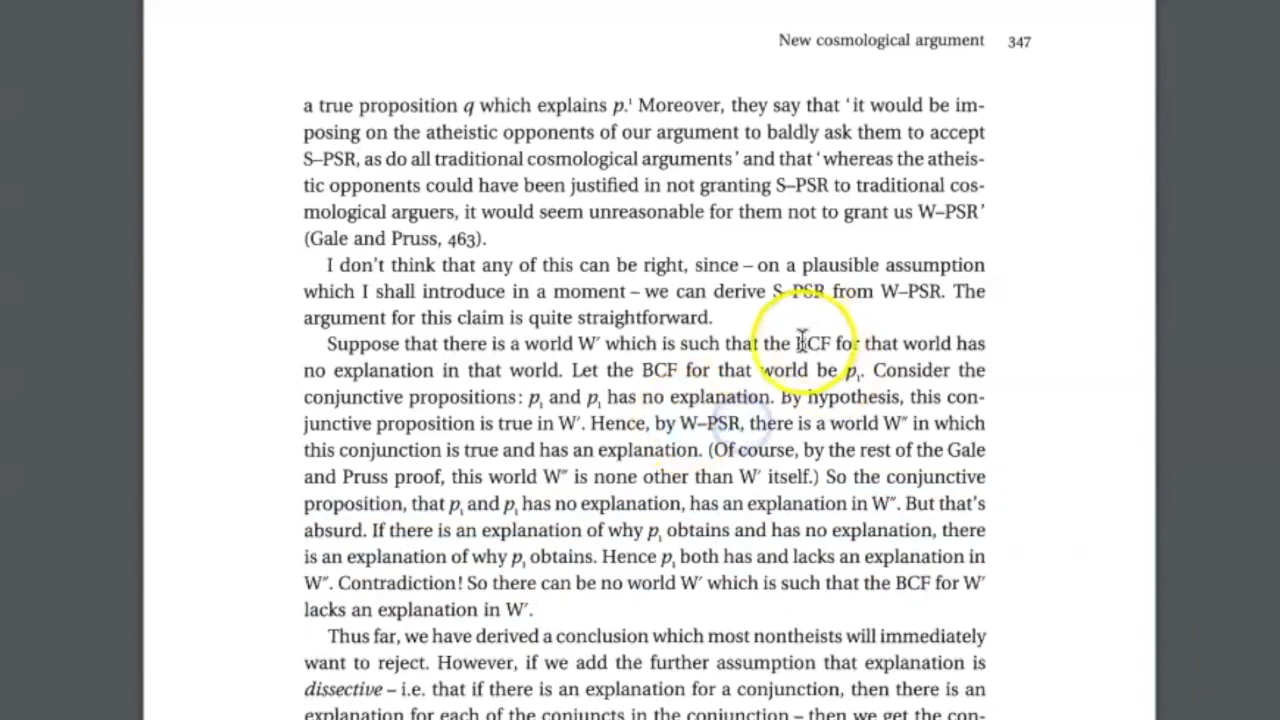 New cosmological argument 347
a true proposition q which explains p.¹ Moreover, they say that ‘it would be im-
posing on the atheistic opponents of our argument to baldly ask them to accept
S–PSR, as do all traditional cosmological arguments’ and that ‘whereas the atheis-
tic opponents could have been justified in not granting S–PSR to traditional cos-
mological arguers, it would seem unreasonable for them not to grant us W–PSR’
(Gale and Pruss, 463).
I don’t think that any of this can be right, since – on a plausible assumption
which I shall introduce in a moment – we can derive S–PSR from W–PSR. The
argument for this claim is quite straightforward.
Suppose that there is a world W′ which is such that the BCF for that world has
no explanation in that world. Let the BCF for that world be p₁. Consider the
conjunctive propositions: p₁ and p₁ has no explanation. By hypothesis, this con-
junctive proposition is true in W′. Hence, by W–PSR, there is a world W″ in which
this conjunction is true and has an explanation. (Of course, by the rest of the Gale
and Pruss proof, this world W″ is none other than W′ itself.) So the conjunctive
proposition, that p₁ and p₁ has no explanation, has an explanation in W″. But that’s
absurd. If there is an explanation of why p₁ obtains and has no explanation, there
is an explanation of why p₁ obtains. Hence p₁ both has and lacks an explanation in
W″. Contradiction! So there can be no world W′ which is such that the BCF for W′
lacks an explanation in W′.
Thus far, we have derived a conclusion which most nontheists will immediately
want to reject. However, if we add the further assumption that explanation is
dissective – i.e. that if there is an explanation for a conjunction, then there is an
explanation for each of the conjuncts in the conjunction – then we get the con-